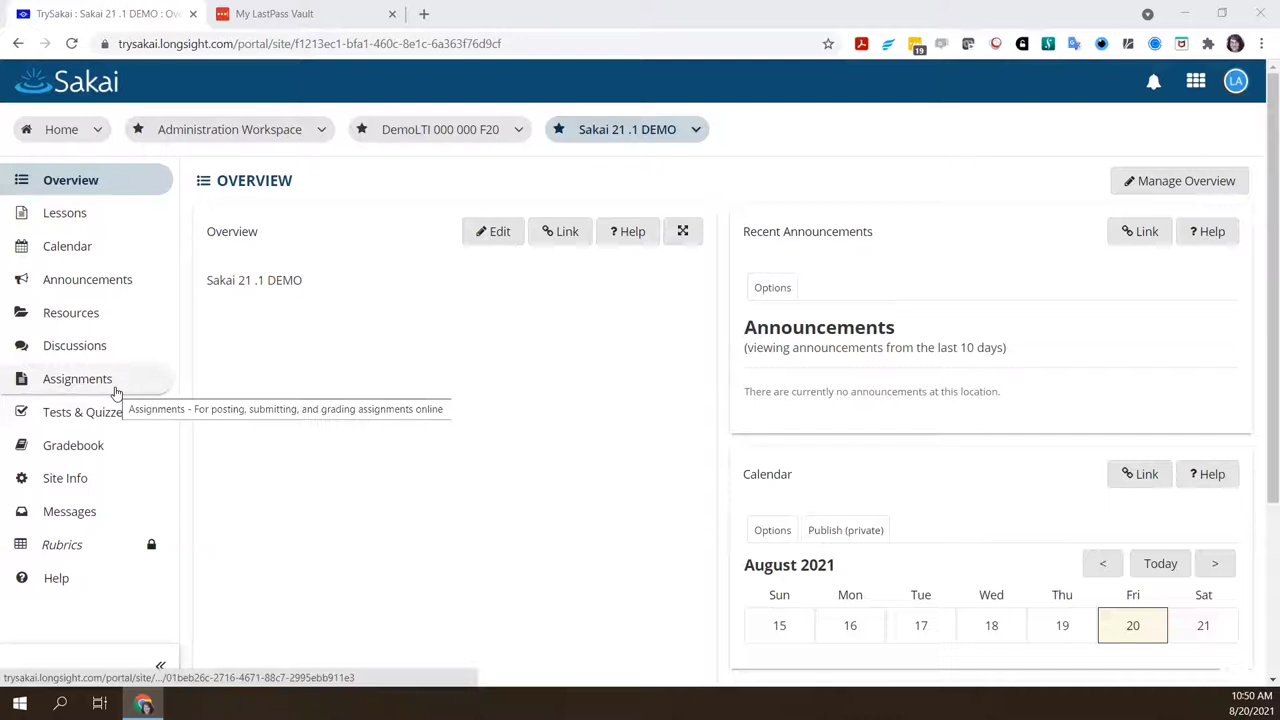 TrySakai : Sakai 21 .1 DEMO : Ov
My LastPass Vault
trysakai.longsight.com/portal/site/f1213ec1-bfa1-460c-8e1c-6a363f76d9cf
19
Sakai
LA
Home
Administration Workspace
DemoLTI 000 000 F20
Sakai 21 .1 DEMO
Overview
Lessons
Calendar
Announcements
Resources
Discussions
Assignments
Tests & Quizze
Assignments - For posting, submitting, and grading assignments online
Gradebook
Site Info
Messages
Rubrics
Help
OVERVIEW
Manage Overview
Overview
Edit
Link
? Help
Sakai 21 .1 DEMO
Recent Announcements
Link
? Help
Options
Announcements
(viewing announcements from the last 10 days)
There are currently no announcements at this location.
Calendar
Link
? Help
Options
Publish (private)
August 2021
<
Today
>
Sun Mon Tue Wed Thu Fri Sat
15 16 17 18 19 20 21
trysakai.longsight.com/portal/site/.../01beb26c-2716-4671-88c7-2995ebb911e3
10:50 AM
8/20/2021